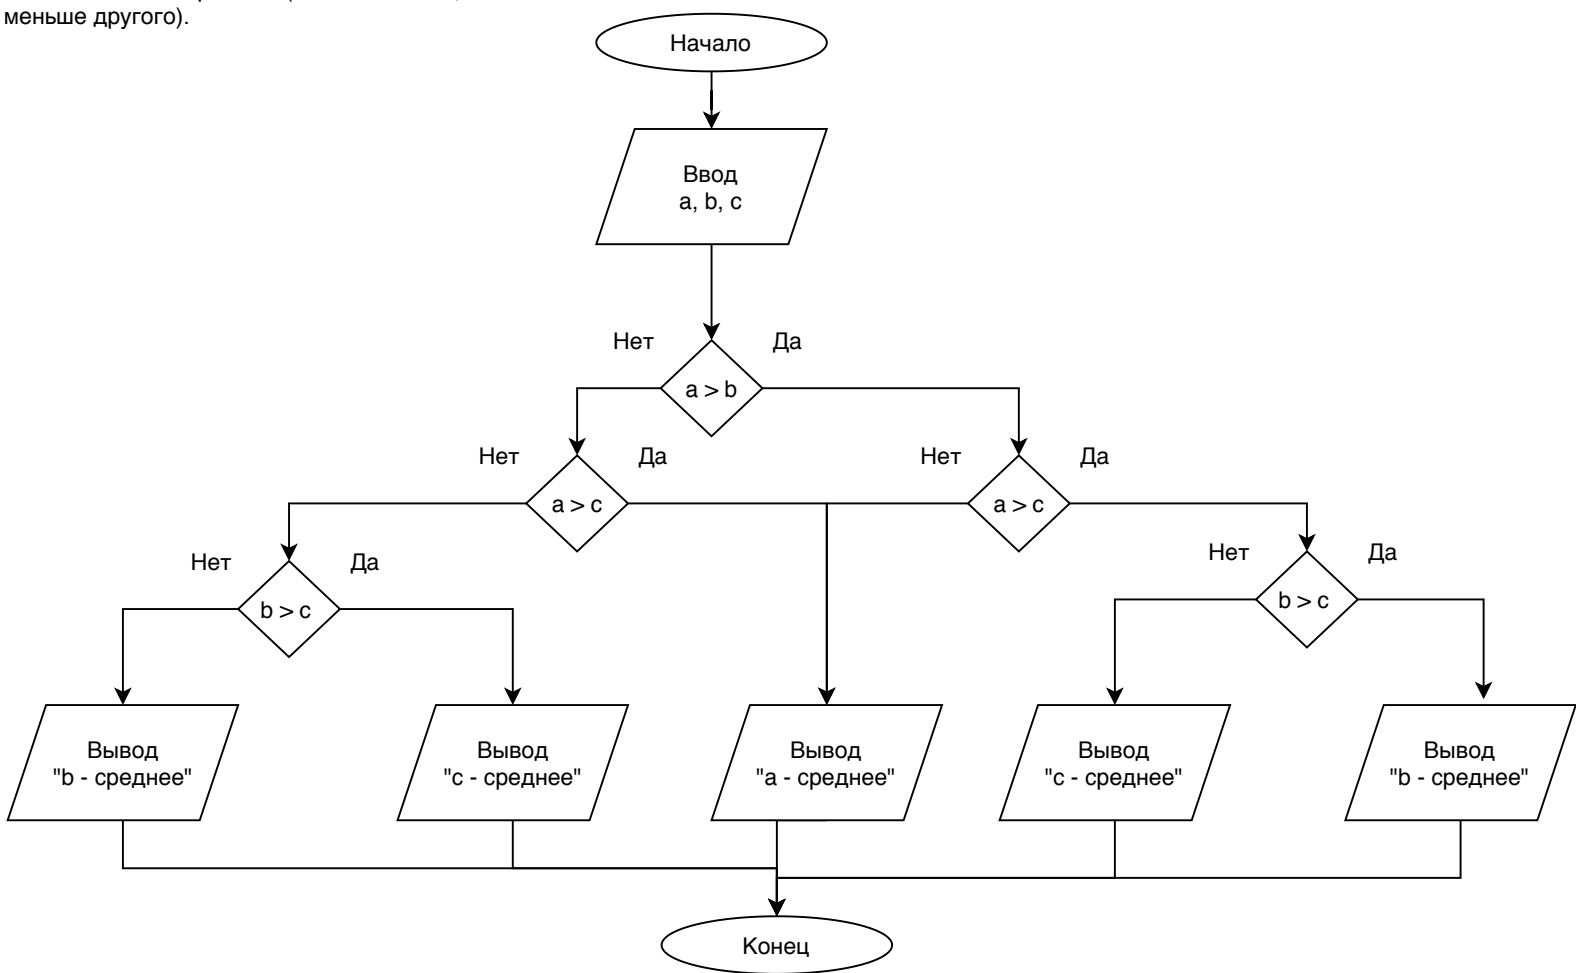 меньше другого).
Начало
Ввод
a, b, c
Нет
Да
a > b
Нет
Да
Нет
Да
a > c
a > c
Нет
Да
Нет
Да
b > c
b > c
Вывод
"b - среднее"
Вывод
"c - среднее"
Вывод
"a - среднее"
Вывод
"c - среднее"
Вывод
"b - среднее"
Конец